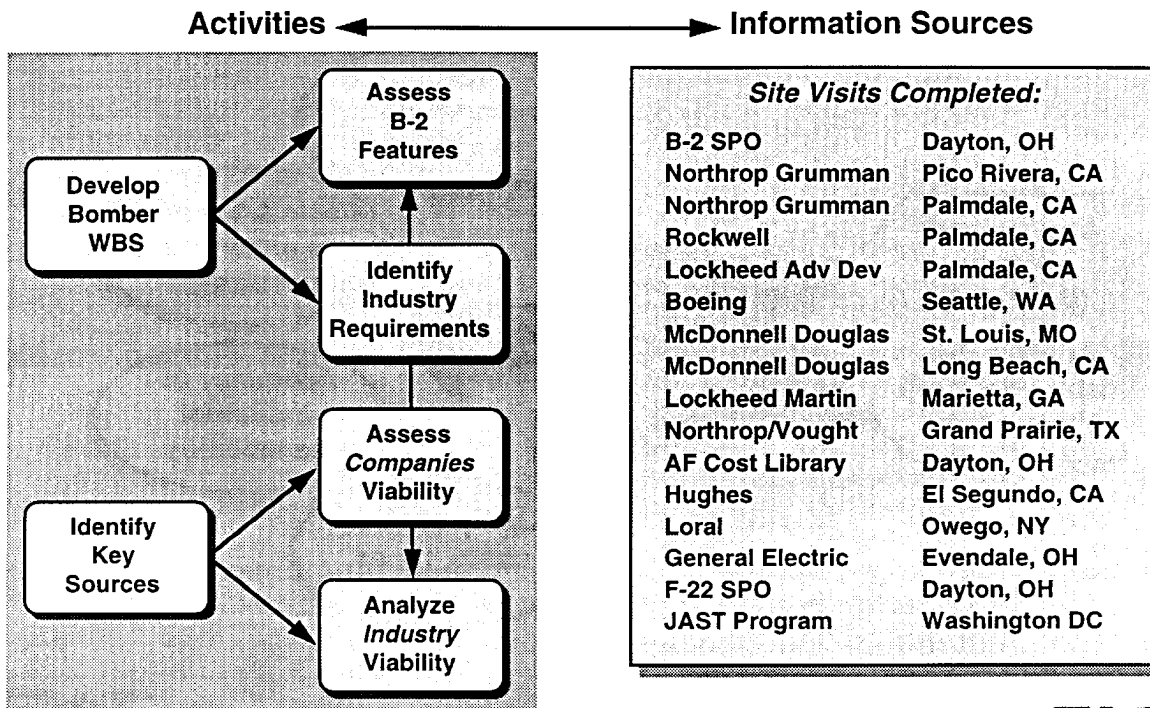 Activities Information Sources
Assess
B-2
Features
Develop
Bomber
WBS
Identify
Industry
Requirements
Assess
Companies
Viability
Identify
Key
Sources
Analyze
Industry
Viability
Site Visits Completed:
B-2 SPO Dayton, OH
Northrop Grumman Pico Rivera, CA
Northrop Grumman Palmdale, CA
Rockwell Palmdale, CA
Lockheed Adv Dev Palmdale, CA
Boeing Seattle, WA
McDonnell Douglas St. Louis, MO
McDonnell Douglas Long Beach, CA
Lockheed Martin Marietta, GA
Northrop/Vought Grand Prairie, TX
AF Cost Library Dayton, OH
Hughes El Segundo, CA
Loral Owego, NY
General Electric Evendale, OH
F-22 SPO Dayton, OH
JAST Program Washington DC